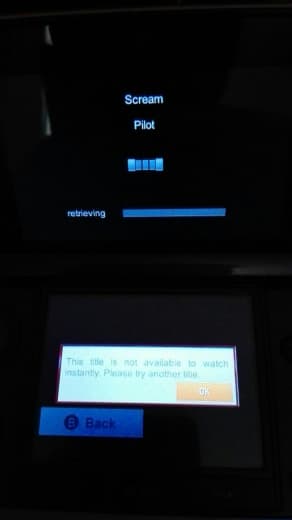 Scream
Pilot
retrieving
This title is not available to watch
instantly. Please try another title.
OK
B Back